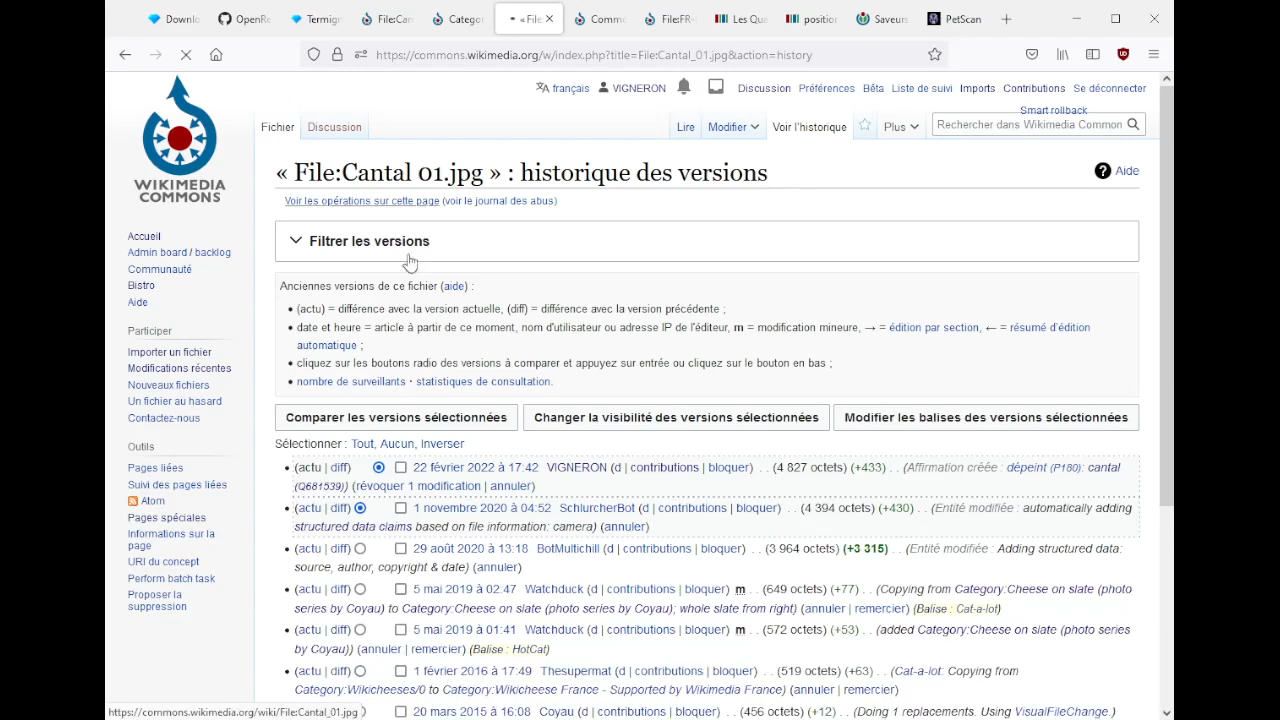 Downlo OpenRe Termign File:Can Catego « File: Commo File:FR- Les Qua position Saveurs PetScan
https://commons.wikimedia.org/w/index.php?title=File:Cantal_01.jpg&action=history
français VIGNERON Discussion Préférences Bêta Liste de suivi Imports Contributions Se déconnecter
Smart rollback
Fichier Discussion Lire Modifier Voir l'historique Plus Rechercher dans Wikimedia Common
WIKIMEDIA
COMMONS
« File:Cantal 01.jpg » : historique des versions
Aide
Voir les opérations sur cette page (voir le journal des abus)
Accueil
Admin board / backlog
Communauté
Bistro
Aide
Participer
Importer un fichier
Modifications récentes
Nouveaux fichiers
Un fichier au hasard
Contactez-nous
Outils
Pages liées
Suivi des pages liées
Atom
Pages spéciales
Informations sur la
page
URI du concept
Perform batch task
Proposer la
suppression
Filtrer les versions
Anciennes versions de ce fichier (aide) :
• (actu) = différence avec la version actuelle, (diff) = différence avec la version précédente ;
• date et heure = article à partir de ce moment, nom d'utilisateur ou adresse IP de l'éditeur, m = modification mineure, → = édition par section, ← = résumé d'édition
automatique ;
• cliquez sur les boutons radio des versions à comparer et appuyez sur entrée ou cliquez sur le bouton en bas ;
• nombre de surveillants · statistiques de consultation.
Comparer les versions sélectionnées Changer la visibilité des versions sélectionnées Modifier les balises des versions sélectionnées
Sélectionner : Tout, Aucun, Inverser
• (actu | diff) 22 février 2022 à 17:42 VIGNERON (d | contributions | bloquer) . . (4 827 octets) (+433) . . (Affirmation créée : dépeint (P180): cantal
(Q681539)) (révoquer 1 modification | annuler)
• (actu | diff) 1 novembre 2020 à 04:52 SchlurcherBot (d | contributions | bloquer) . . (4 394 octets) (+430) . . (Entité modifiée : automatically adding
structured data claims based on file information: camera) (annuler)
• (actu | diff) 29 août 2020 à 13:18 BotMultichill (d | contributions | bloquer) . . (3 964 octets) (+3 315) . . (Entité modifiée : Adding structured data:
source, author, copyright & date) (annuler)
• (actu | diff) 5 mai 2019 à 02:47 Watchduck (d | contributions | bloquer) m . . (649 octets) (+77) . . (Copying from Category:Cheese on slate (photo
series by Coyau) to Category:Cheese on slate (photo series by Coyau); whole slate from right) (annuler | remercier) (Balise : Cat-a-lot)
• (actu | diff) 5 mai 2019 à 01:41 Watchduck (d | contributions | bloquer) m . . (572 octets) (+53) . . (added Category:Cheese on slate (photo series
by Coyau)) (annuler | remercier) (Balise : HotCat)
• (actu | diff) 1 février 2016 à 17:49 Thesupermat (d | contributions | bloquer) . . (519 octets) (+63) . . (Cat-a-lot: Copying from
Category:Wikicheeses/0 to Category:Wikicheese France - Supported by Wikimedia France) (annuler | remercier)
20 mars 2015 à 16:08 Coyau (d | contributions | bloquer) . . (456 octets) (+12) . . (Doing 1 replacements. Using VisualFileChange.)
https://commons.wikimedia.org/wiki/File:Cantal_01.jpg